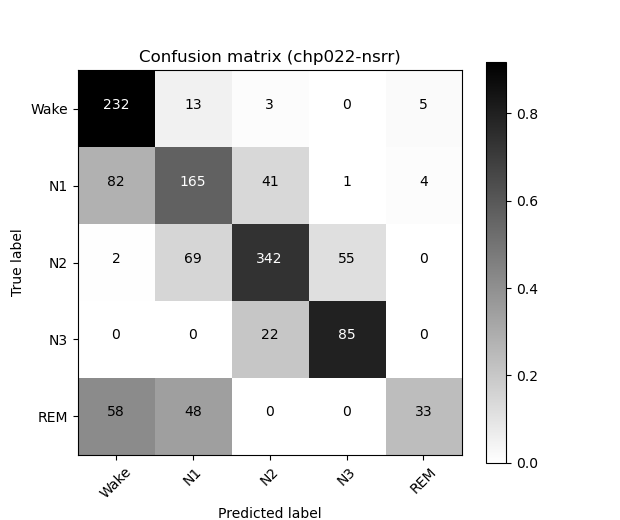 Confusion matrix (chp022-nsrr)
Wake 232 13 3 0 5
N1 82 165 41 1 4
N2 2 69 342 55 0
N3 0 0 22 85 0
REM 58 48 0 0 33
Wake N1 N2 N3 REM
Predicted label
True label
0.8
0.6
0.4
0.2
0.0